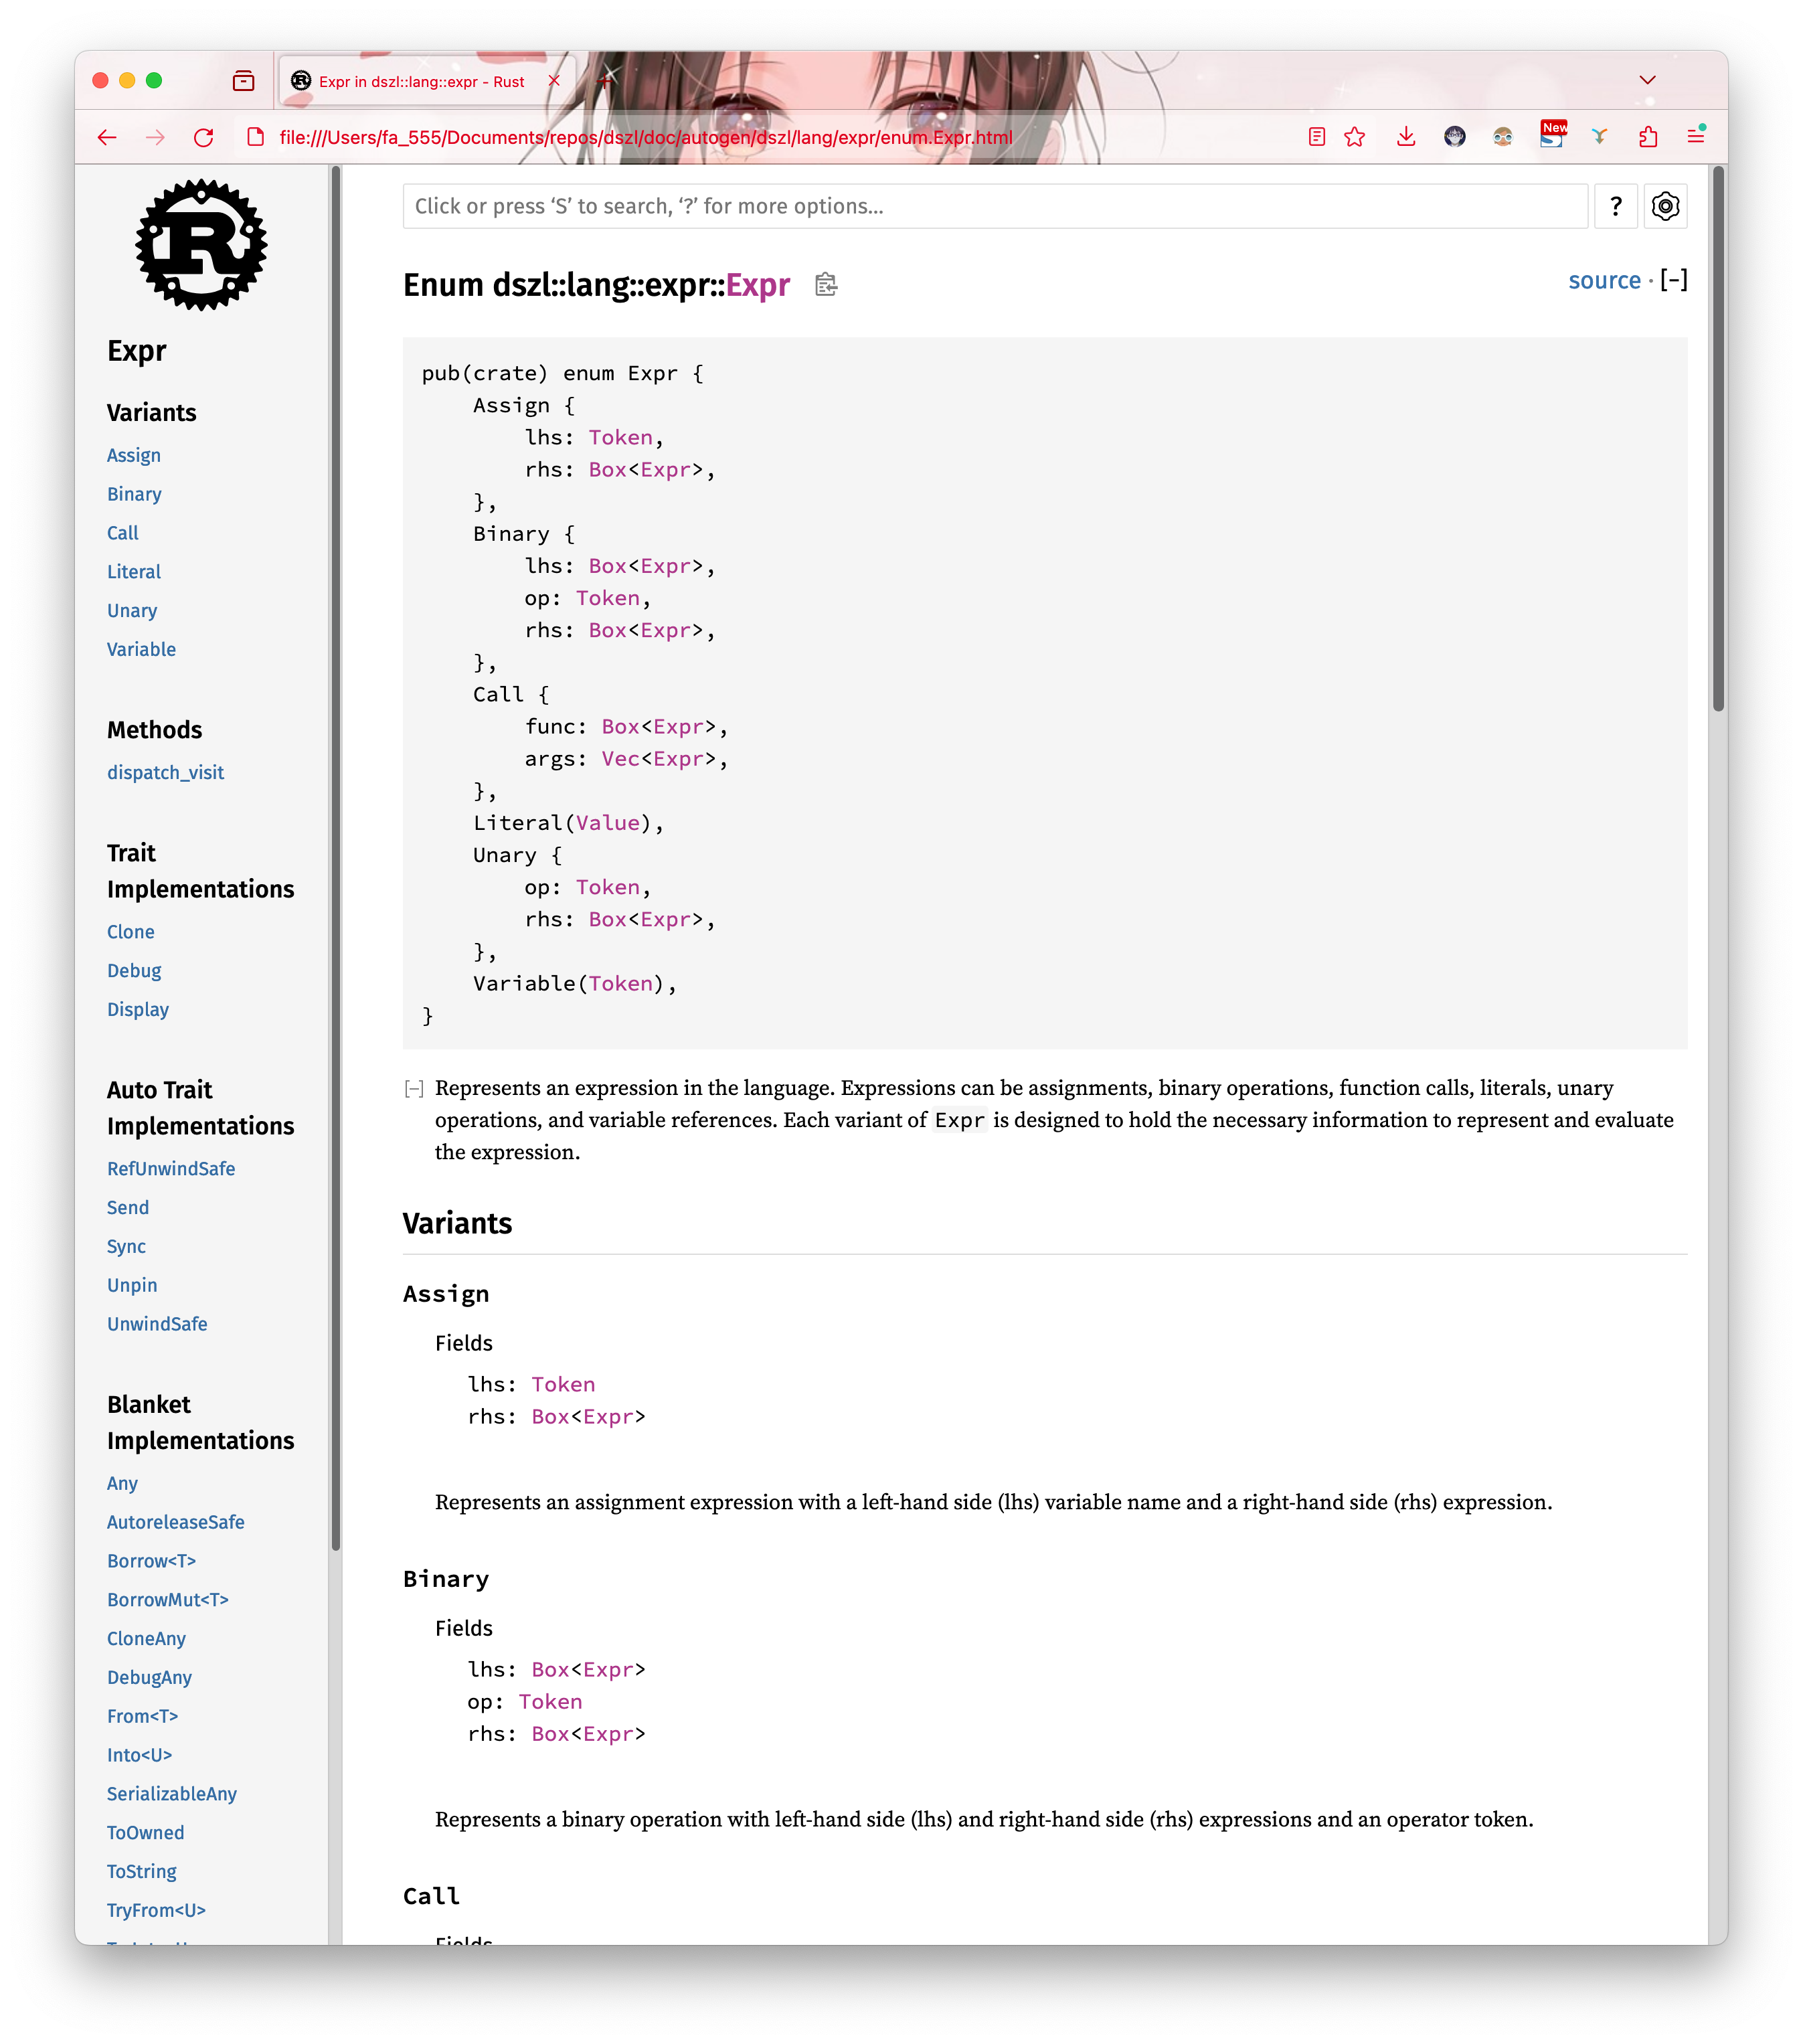 Expr in dszl::lang::expr - Rust
file:///Users/fa_555/Documents/repos/dszl/doc/autogen/dszl/lang/expr/enum.Expr.html
New
R
Expr
Variants
Assign
Binary
Call
Literal
Unary
Variable
Methods
dispatch_visit
Trait
Implementations
Clone
Debug
Display
Auto Trait
Implementations
RefUnwindSafe
Send
Sync
Unpin
UnwindSafe
Blanket
Implementations
Any
AutoreleaseSafe
Borrow<T>
BorrowMut<T>
CloneAny
DebugAny
From<T>
Into<U>
SerializableAny
ToOwned
ToString
TryFrom<U>
Click or press ‘S’ to search, ‘?’ for more options…
?
Enum dszl::lang::expr::Expr
source · [−]
pub(crate) enum Expr {
    Assign {
        lhs: Token,
        rhs: Box<Expr>,
    },
    Binary {
        lhs: Box<Expr>,
        op: Token,
        rhs: Box<Expr>,
    },
    Call {
        func: Box<Expr>,
        args: Vec<Expr>,
    },
    Literal(Value),
    Unary {
        op: Token,
        rhs: Box<Expr>,
    },
    Variable(Token),
}
[−] Represents an expression in the language. Expressions can be assignments, binary operations, function calls, literals, unary
operations, and variable references. Each variant of Expr is designed to hold the necessary information to represent and evaluate
the expression.
Variants
Assign
Fields
lhs: Token
rhs: Box<Expr>
Represents an assignment expression with a left-hand side (lhs) variable name and a right-hand side (rhs) expression.
Binary
Fields
lhs: Box<Expr>
op: Token
rhs: Box<Expr>
Represents a binary operation with left-hand side (lhs) and right-hand side (rhs) expressions and an operator token.
Call
Fields